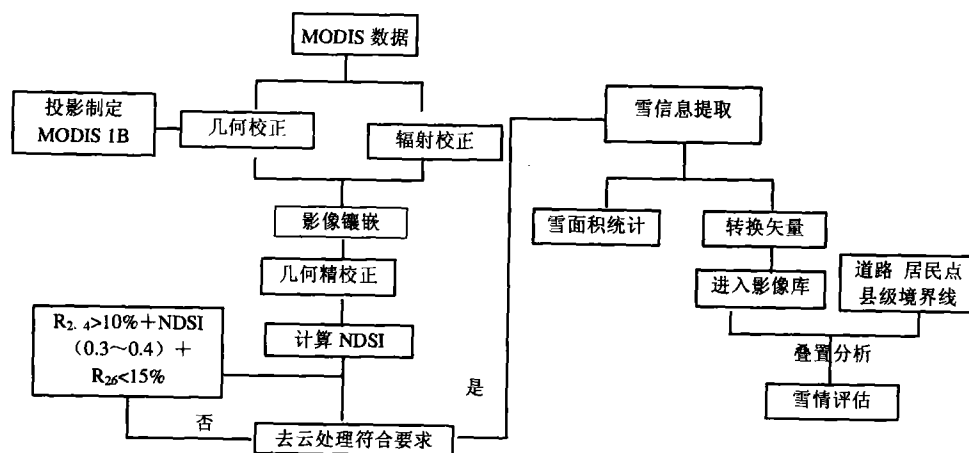 MODIS 数据
投影制定
MODIS 1B
几何校正
辐射校正
影像镶嵌
几何精校正
计算 NDSI
R2. 4>10%＋NDSI
（0.3～0.4）＋
R26<15%
否
去云处理符合要求
是
雪信息提取
雪面积统计
转换矢量
进入影像库
道路 居民点
县级境界线
叠置分析
雪情评估